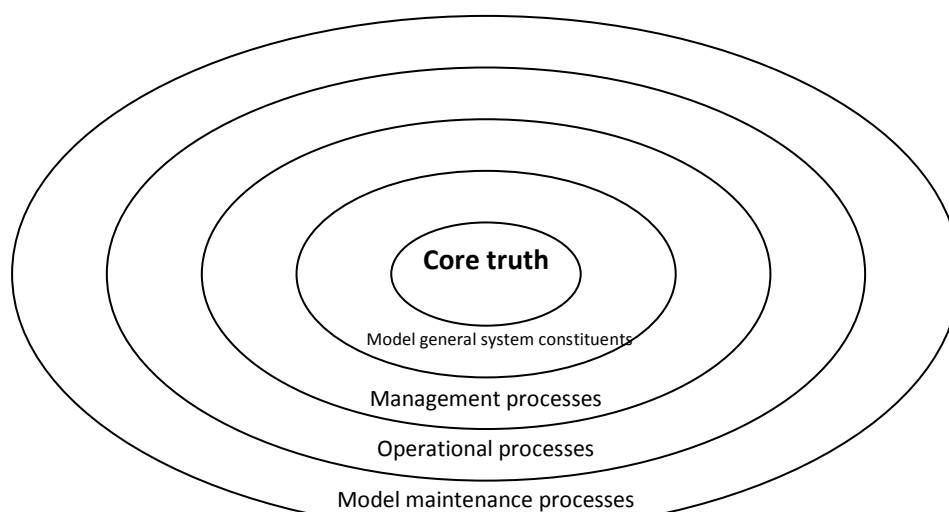 Core truth
Model general system constituents
Management processes
Operational processes
Model maintenance processes